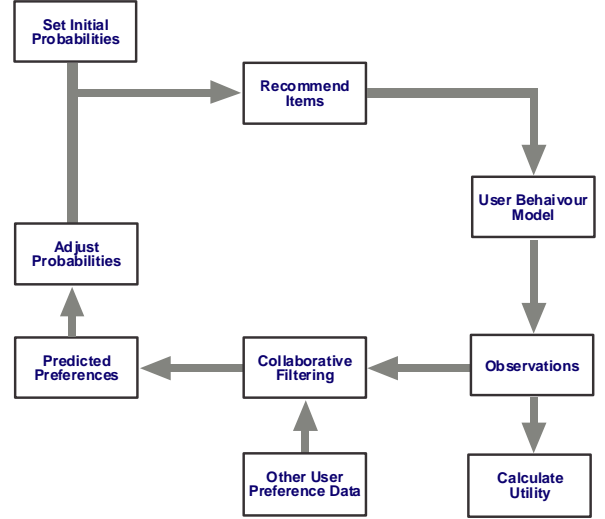 Set Initial
Probabilities
Recommend
Items
User Behaivour
Model
Adjust
Probabilities
Predicted
Preferences
Collaborative
Filtering
Observations
Other User
Preference Data
Calculate
Utility